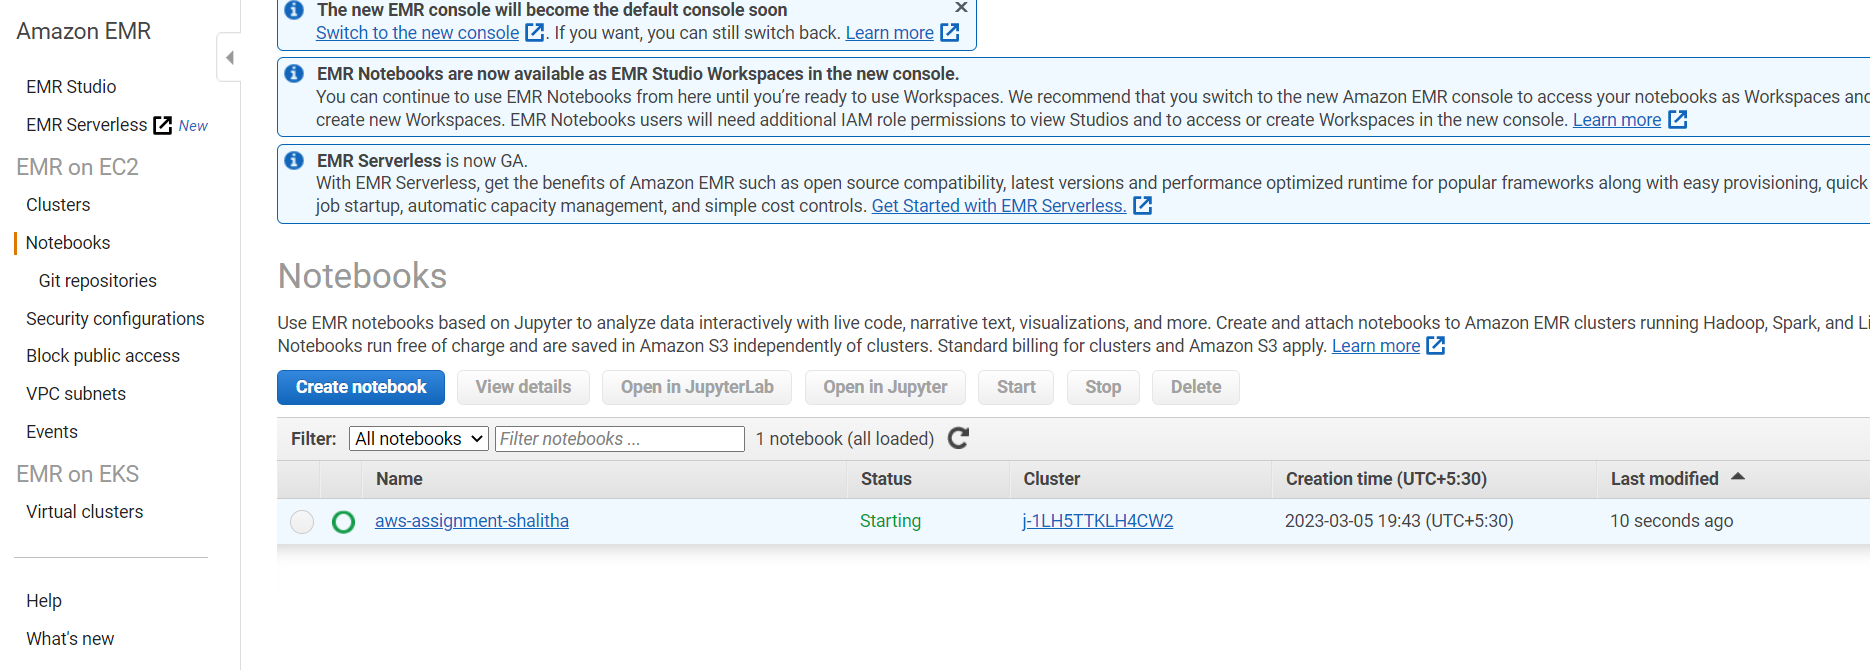 Amazon EMR
EMR Studio
EMR Serverless New
EMR on EC2
Clusters
Notebooks
Git repositories
Security configurations
Block public access
VPC subnets
Events
EMR on EKS
Virtual clusters
Help
What's new
The new EMR console will become the default console soon
Switch to the new console. If you want, you can still switch back. Learn more
EMR Notebooks are now available as EMR Studio Workspaces in the new console.
You can continue to use EMR Notebooks from here until you’re ready to use Workspaces. We recommend that you switch to the new Amazon EMR console to access your notebooks as Workspaces and
create new Workspaces. EMR Notebooks users will need additional IAM role permissions to view Studios and to access or create Workspaces in the new console. Learn more
EMR Serverless is now GA.
With EMR Serverless, get the benefits of Amazon EMR such as open source compatibility, latest versions and performance optimized runtime for popular frameworks along with easy provisioning, quick
job startup, automatic capacity management, and simple cost controls. Get Started with EMR Serverless.
Notebooks
Use EMR notebooks based on Jupyter to analyze data interactively with live code, narrative text, visualizations, and more. Create and attach notebooks to Amazon EMR clusters running Hadoop, Spark, and Li
Notebooks run free of charge and are saved in Amazon S3 independently of clusters. Standard billing for clusters and Amazon S3 apply. Learn more
Create notebook View details Open in JupyterLab Open in Jupyter Start Stop Delete
Filter: All notebooks Filter notebooks ... 1 notebook (all loaded)
Name Status Cluster Creation time (UTC+5:30) Last modified
aws-assignment-shalitha Starting j-1LH5TTKLH4CW2 2023-03-05 19:43 (UTC+5:30) 10 seconds ago